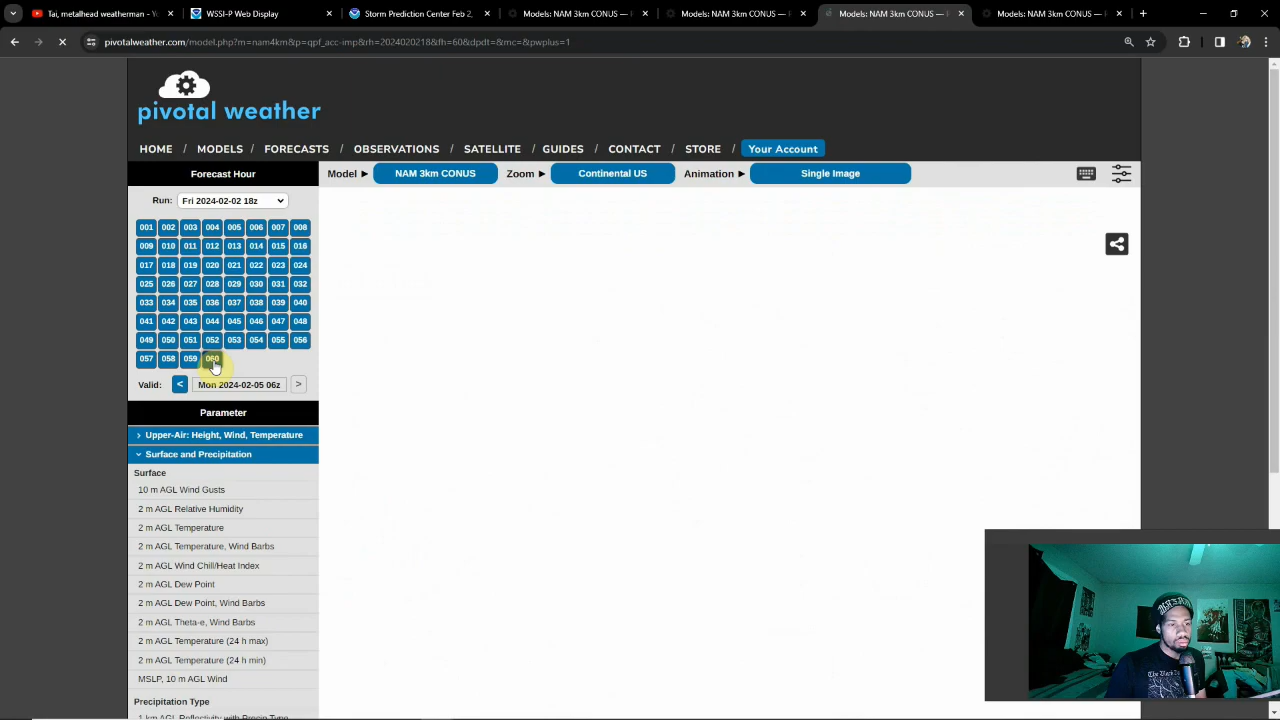 Tai, metalhead weatherman - Yo
WSSI-P Web Display
Storm Prediction Center Feb 2,
Models: NAM 3km CONUS —
Models: NAM 3km CONUS —
Models: NAM 3km CONUS —
Models: NAM 3km CONUS —
pivotalweather.com/model.php?m=nam4km&p=qpf_acc-imp&rh=2024020218&fh=60&dpdt=&mc=&pwplus=1
pivotal weather
HOME / MODELS / FORECASTS / OBSERVATIONS / SATELLITE / GUIDES / CONTACT / STORE / Your Account
Forecast Hour
Model ► NAM 3km CONUS Zoom ► Continental US Animation ► Single Image
Run: Fri 2024-02-02 18z
001 002 003 004 005 006 007 008
009 010 011 012 013 014 015 016
017 018 019 020 021 022 023 024
025 026 027 028 029 030 031 032
033 034 035 036 037 038 039 040
041 042 043 044 045 046 047 048
049 050 051 052 053 054 055 056
057 058 059 060
Valid: < Mon 2024-02-05 06z >
Parameter
Upper-Air: Height, Wind, Temperature
Surface and Precipitation
Surface
10 m AGL Wind Gusts
2 m AGL Relative Humidity
2 m AGL Temperature
2 m AGL Temperature, Wind Barbs
2 m AGL Wind Chill/Heat Index
2 m AGL Dew Point
2 m AGL Dew Point, Wind Barbs
2 m AGL Theta-e, Wind Barbs
2 m AGL Temperature (24 h max)
2 m AGL Temperature (24 h min)
MSLP, 10 m AGL Wind
Precipitation Type
1 km AGL Reflectivity with Precip Type